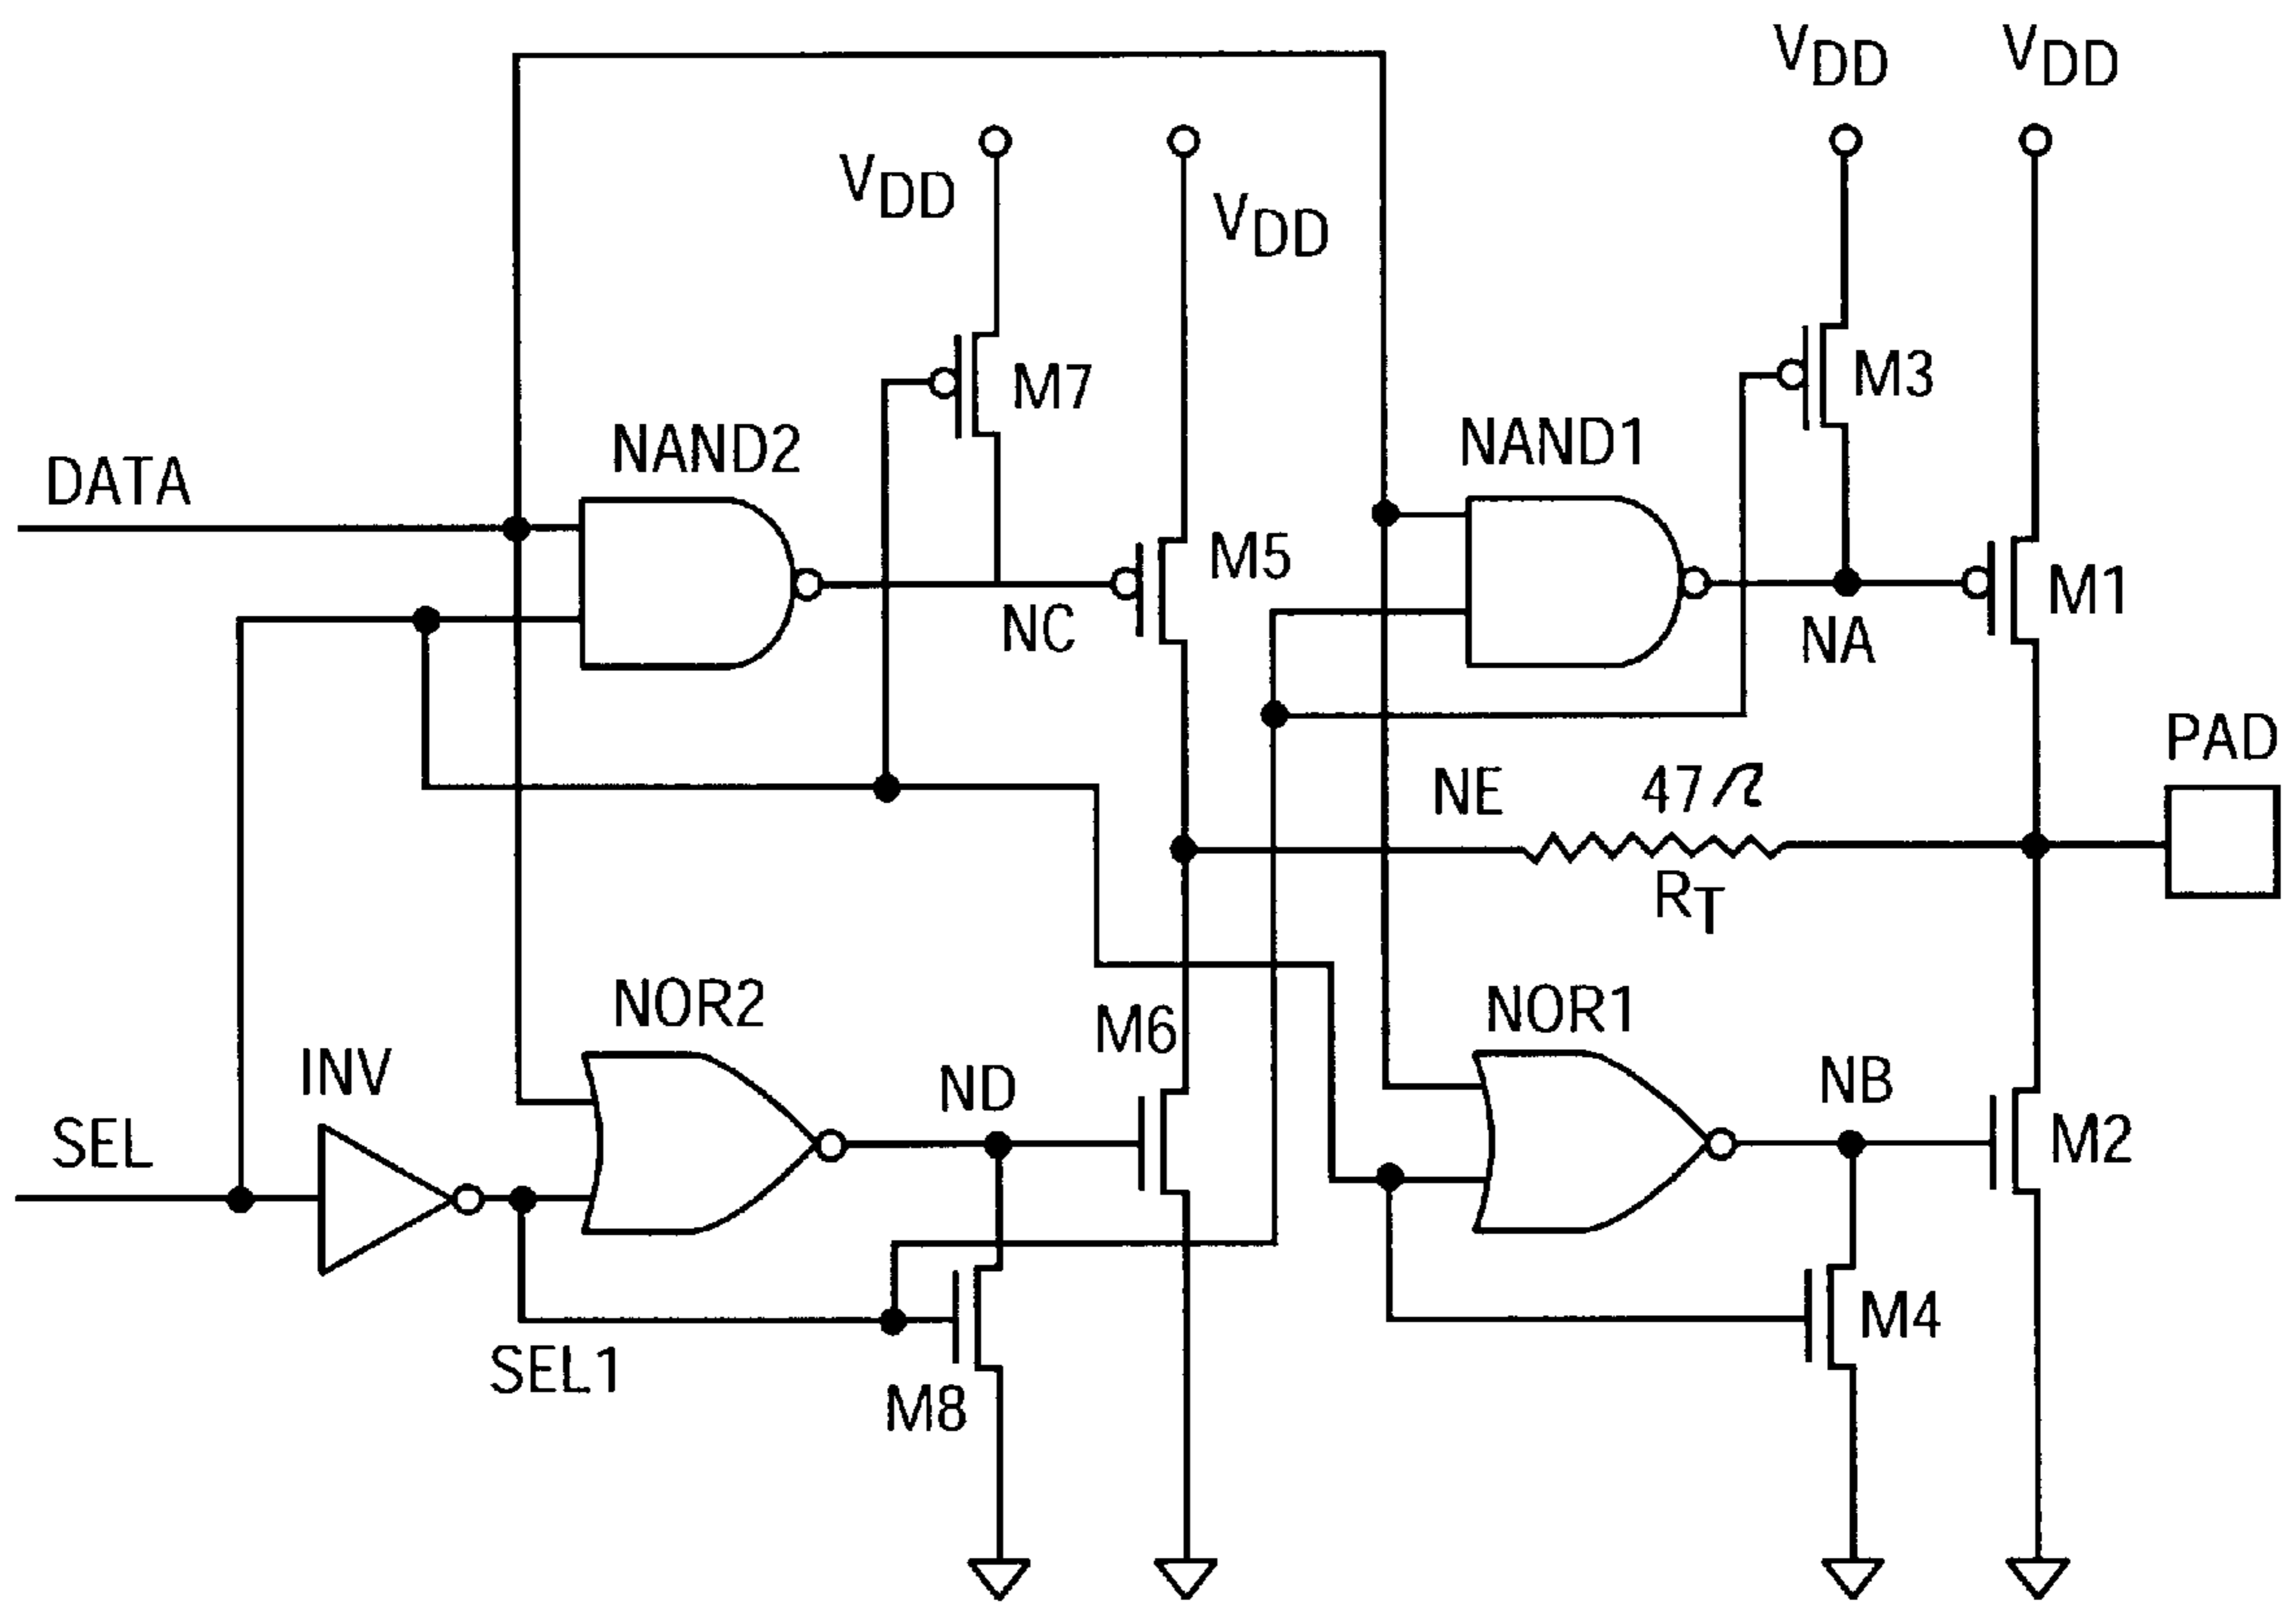 VDD
VDD
VDD
VDD
M7
M3
NAND2
NAND1
DATA
M5
M1
NC
NA
PAD
NE
47Ω
RT
NOR2
NOR1
M6
INV
ND
NB
SEL
M2
M4
SEL1
M8